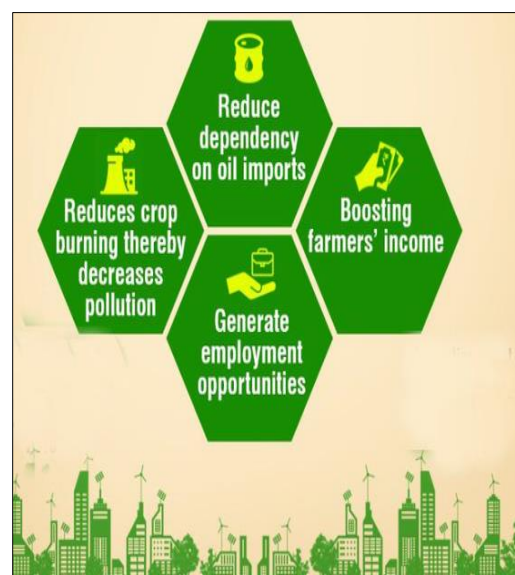 Reduce
dependency
on oil imports
Reduces crop
burning thereby
decreases
pollution
Boosting
farmers' income
Generate
employment
opportunities